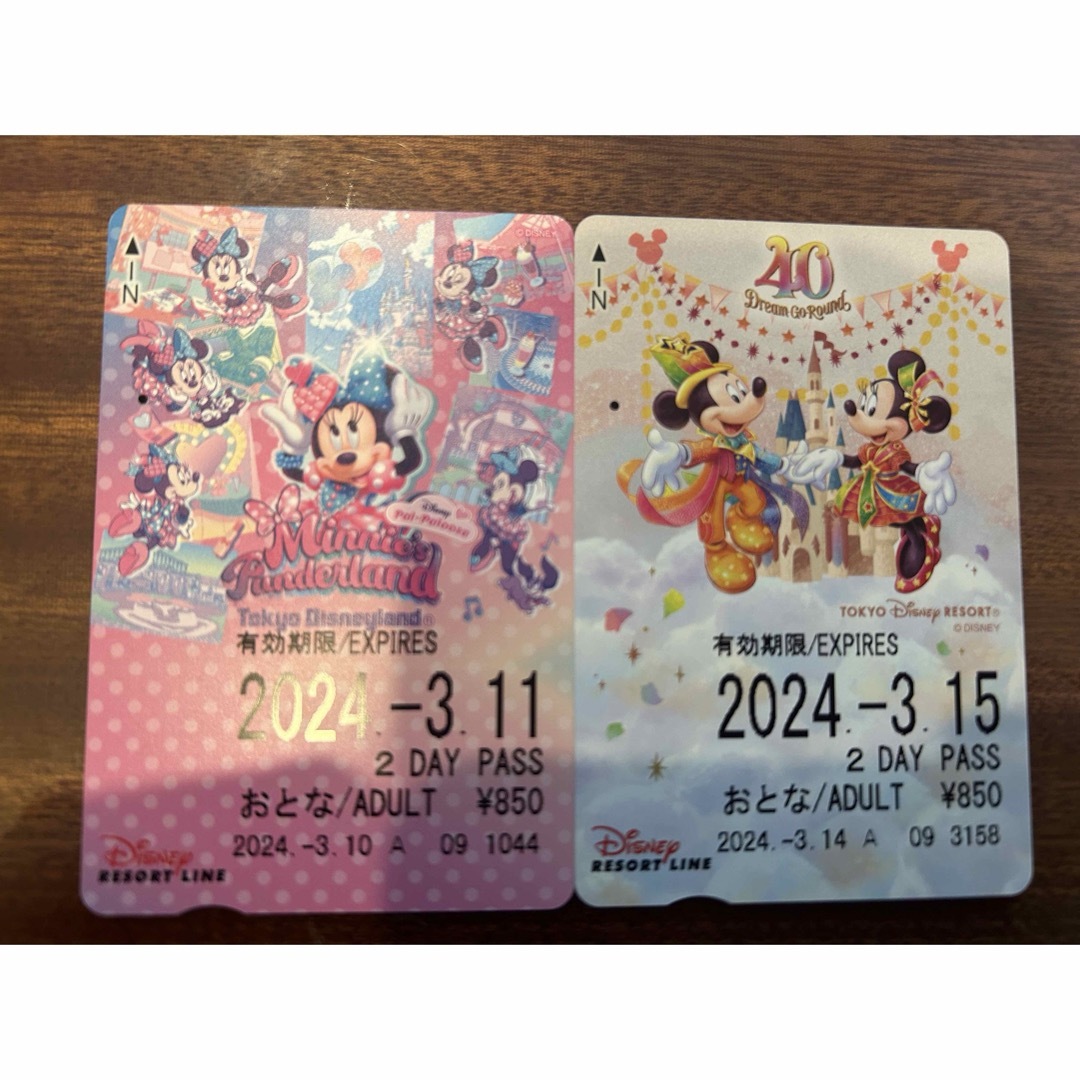 IN
© DISNEY
Disney
Pal-Palooza
Minnie's
Funderland
Tokyo Disneyland®
有効期限/EXPIRES
2024.-3.11
2 DAY PASS
おとな/ADULT ¥850
2024.-3.10 A 09 1044
Disney
RESORT LINE
IN
40
Dream-Go-Round
TOKYO Disney RESORT®
© DISNEY
有効期限/EXPIRES
2024.-3.15
2 DAY PASS
おとな/ADULT ¥850
2024.-3.14 A 09 3158
Disney
RESORT LINE